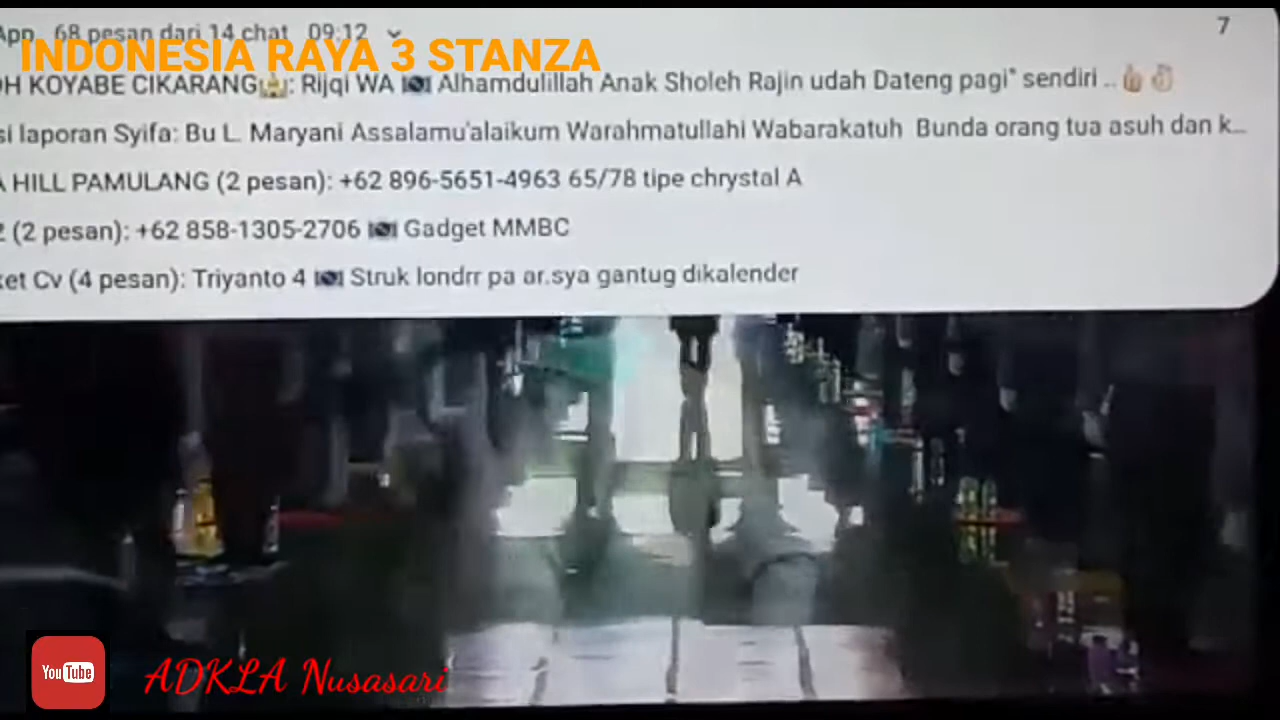 App 68 pesan dari 14 chat 09:12 7
INDONESIA RAYA 3 STANZA
OH KOYABE CIKARANG: Rijqi WA Alhamdulillah Anak Sholeh Rajin udah Dateng pagi" sendiri ..
si laporan Syifa: Bu L. Maryani Assalamu'alaikum Warahmatullahi Wabarakatuh Bunda orang tua asuh dan k...
A HILL PAMULANG (2 pesan): +62 896-5651-4963 65/78 tipe chrystal A
2 (2 pesan): +62 858-1305-2706 Gadget MMBC
ket Cv (4 pesan): Triyanto 4 Struk londrr pa ar.sya gantug dikalender
YouTube
ADKLA Nusasari